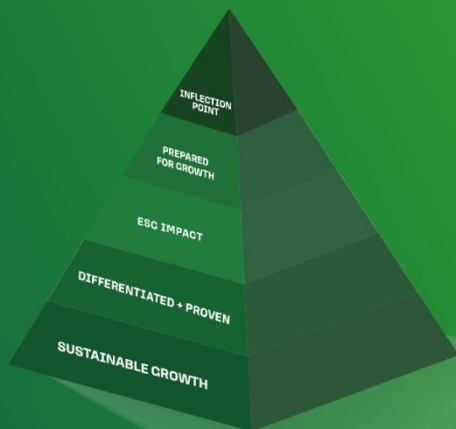 INFLECTION
POINT
PREPARED
FOR GROWTH
ESG IMPACT
DIFFERENTIATED + PROVEN
SUSTAINABLE GROWTH